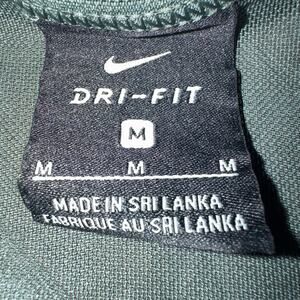 DRI-FIT
M
M M M
MADE IN SRI LANKA
FABRIQUE AU SRI LANKA